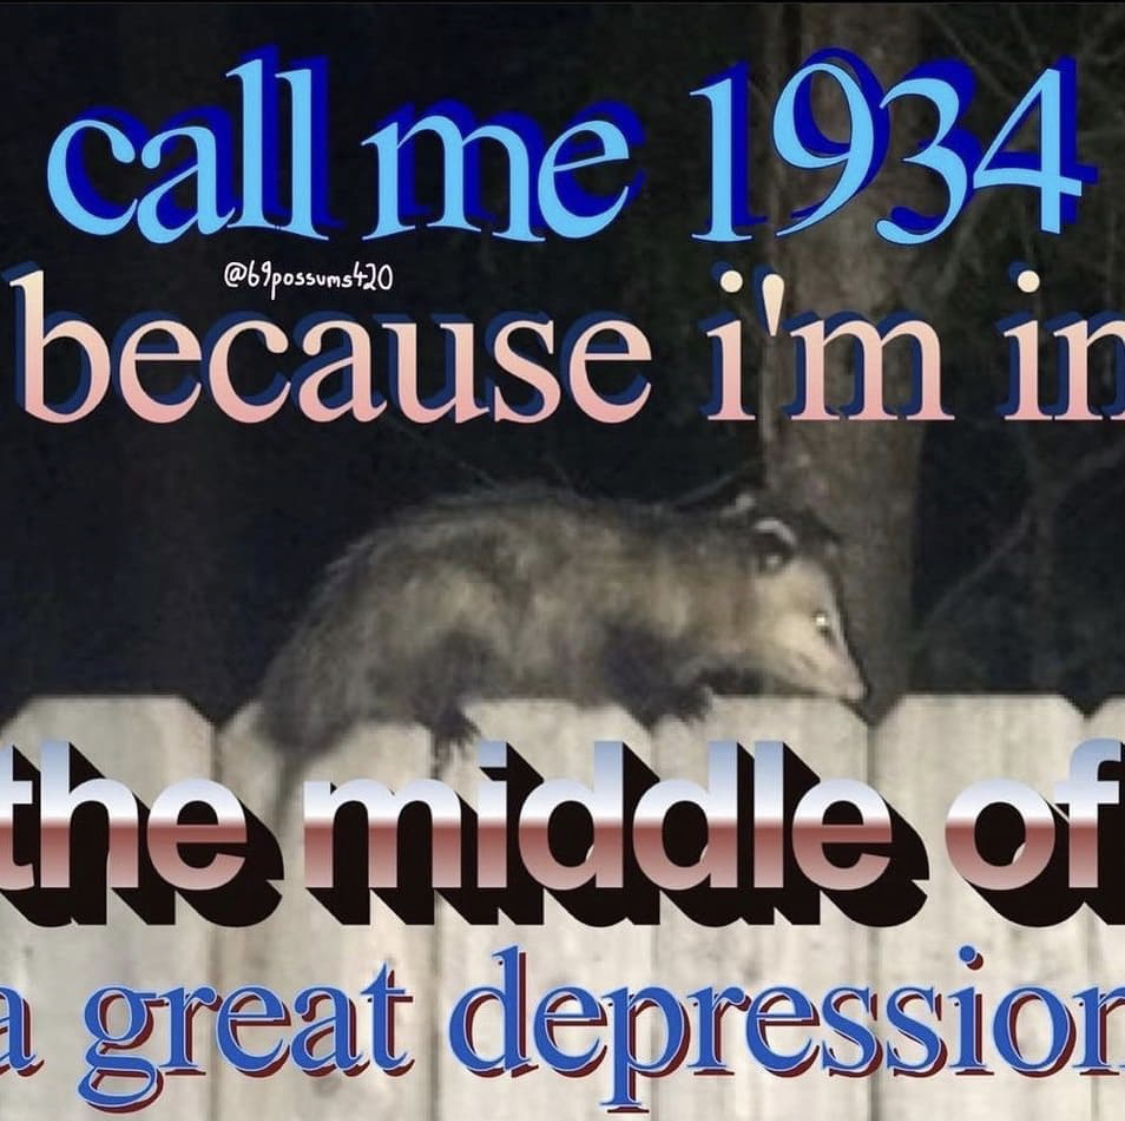 call me 1934
@69possums420
because i'm in
the middle of
a great depression